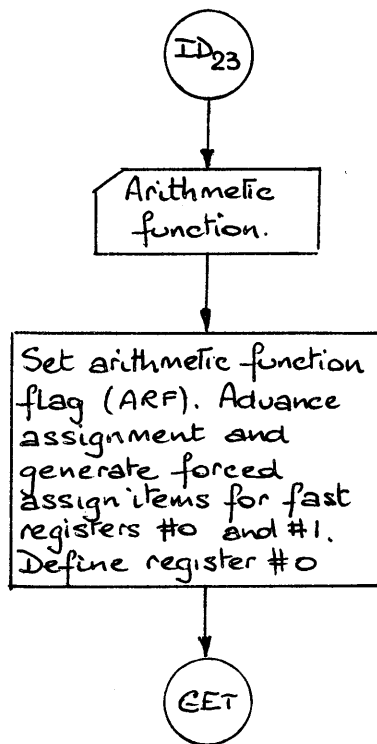 ID23
Arithmetic
function.
Set arithmetic function
flag (ARF). Advance
assignment and
generate forced
assign items for fast
registers #0 and #1.
Define register #0
GET